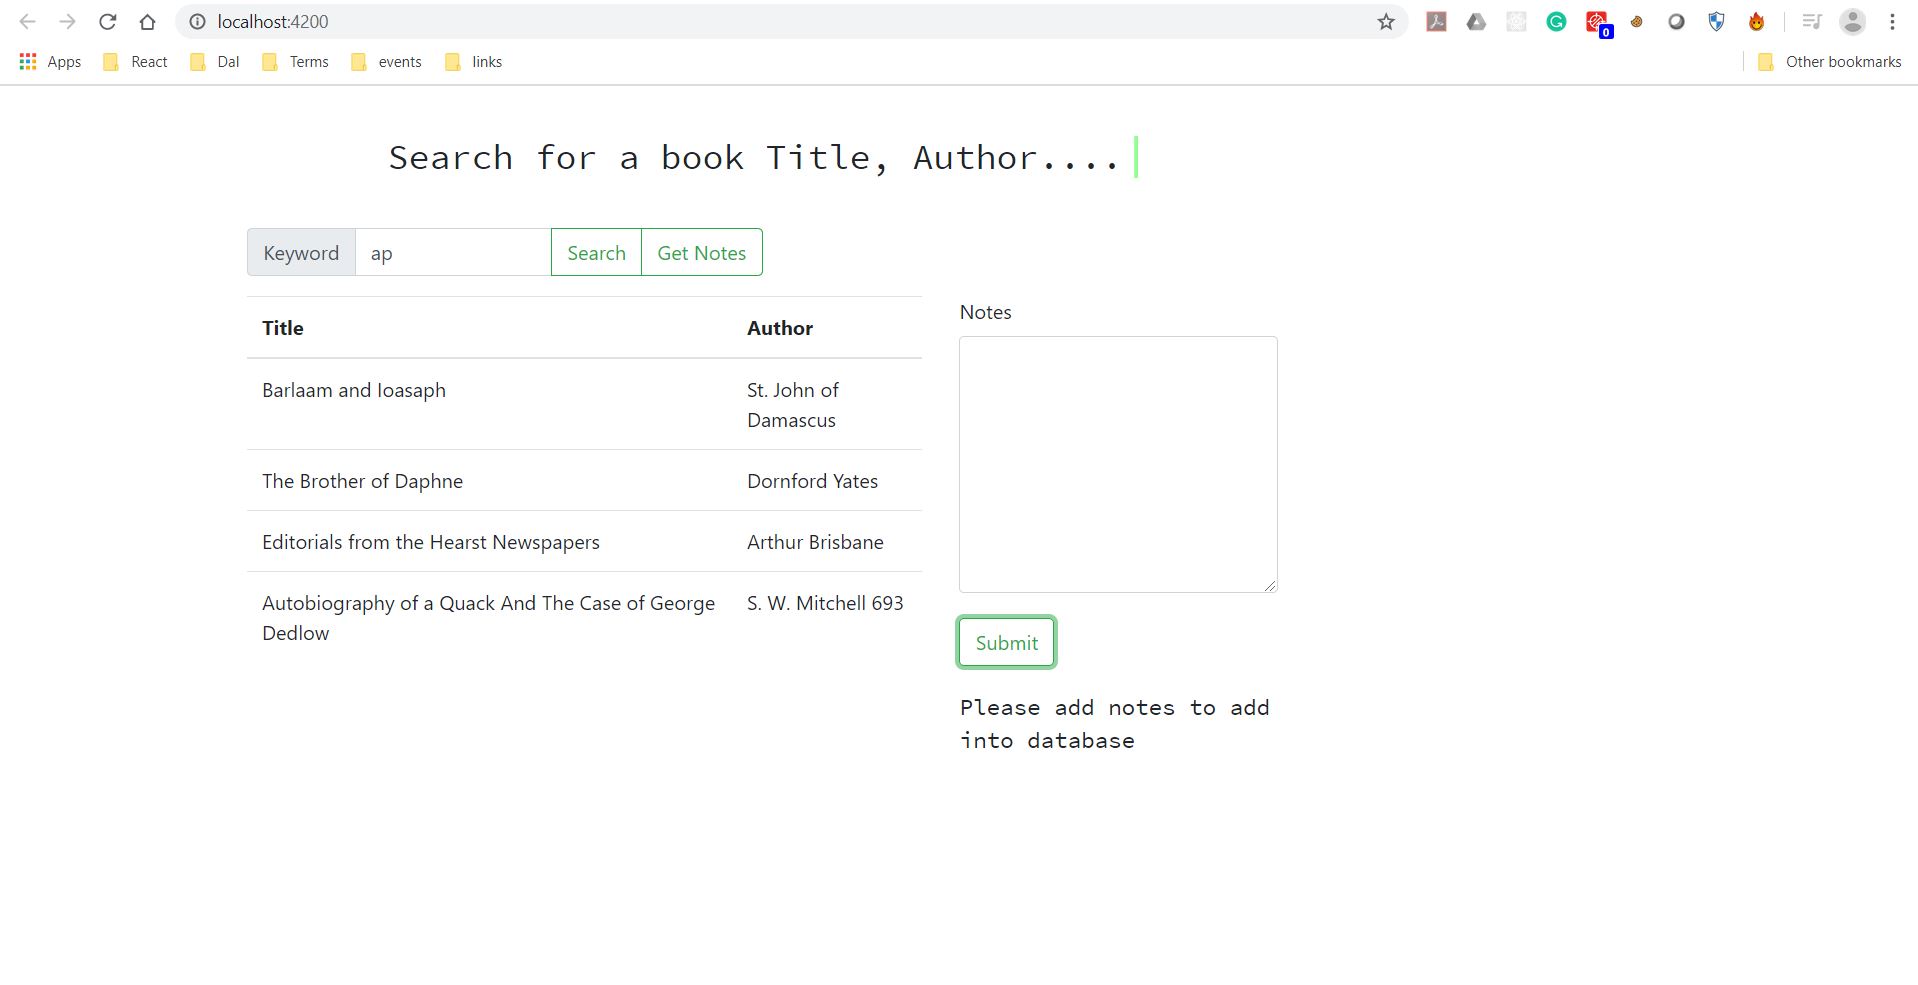 localhost:4200
0
Apps React Dal Terms events links Other bookmarks
Search for a book Title, Author....
Keyword ap Search Get Notes
Title Author
Barlaam and Ioasaph St. John of
Damascus
The Brother of Daphne Dornford Yates
Editorials from the Hearst Newspapers Arthur Brisbane
Autobiography of a Quack And The Case of George S. W. Mitchell 693
Dedlow
Notes
Submit
Please add notes to add
into database